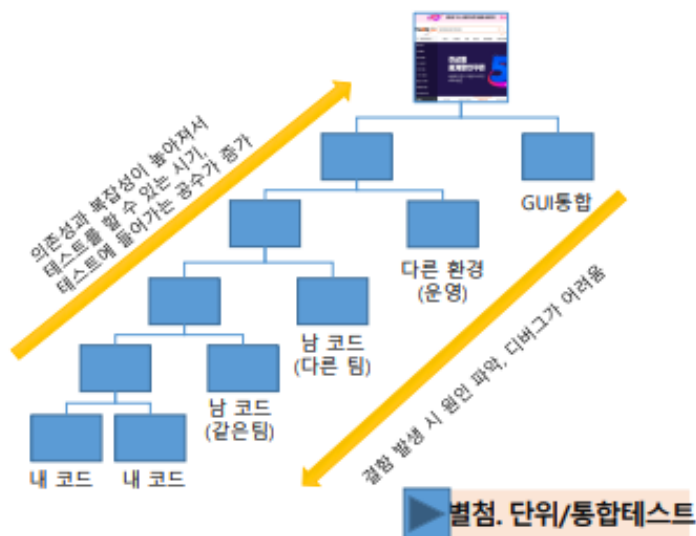 의존성과 복잡성이 높아져서
테스트를 할 수 있는 시기,
테스트에 들어가는 공수가 증가
GUI통합
다른 환경
(운영)
남 코드
(다른 팀)
남 코드
(같은팀)
내 코드
내 코드
결함 발생 시 원인 파악, 디버그가 어려움
별첨. 단위/통합테스트